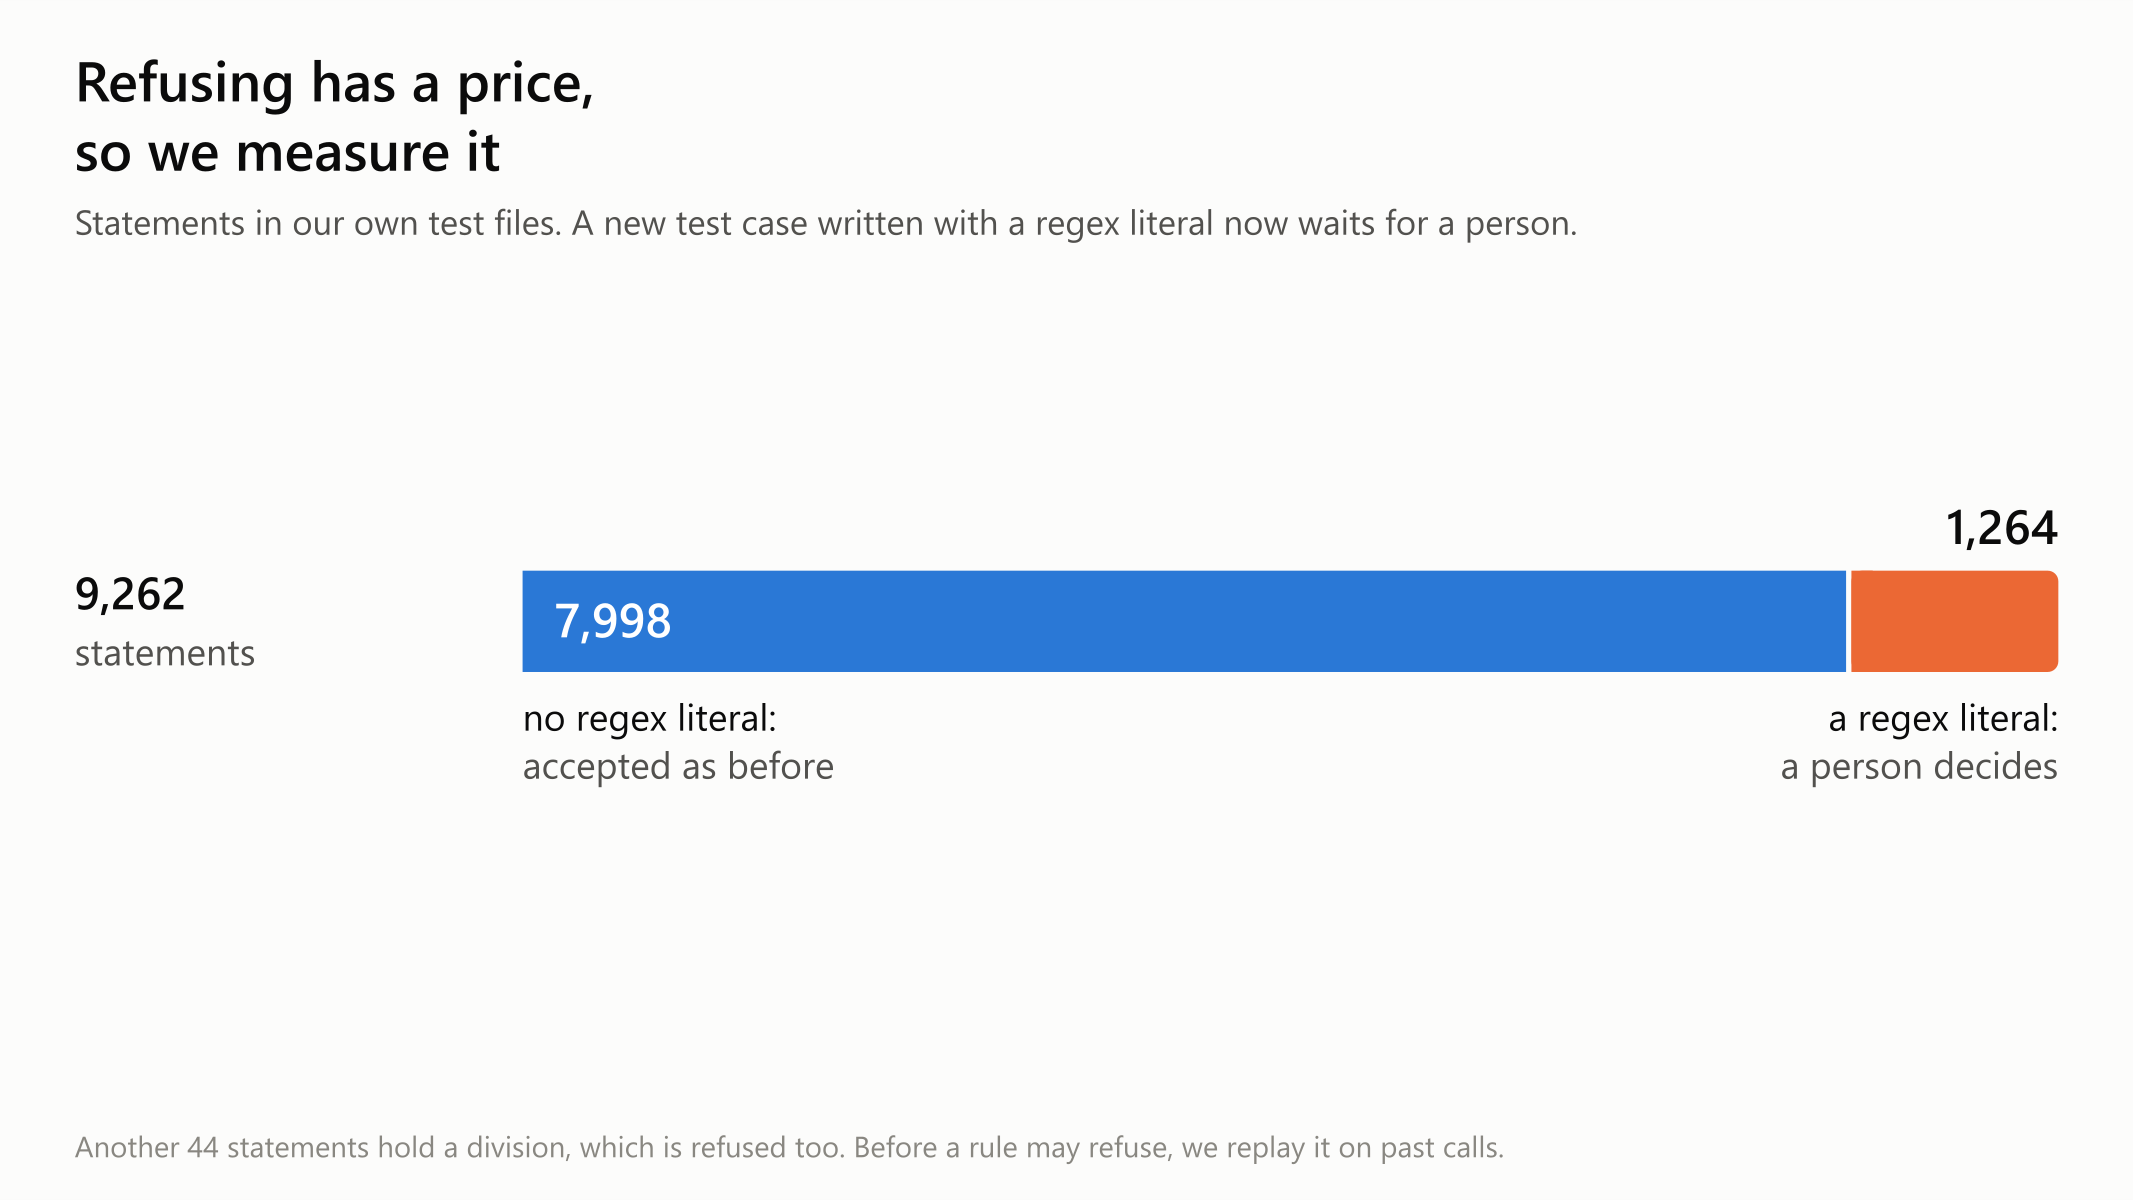 Refusing has a price,
so we measure it
Statements in our own test files. A new test case written with a regex literal now waits for a person.
1,264
9,262
statements
7,998
no regex literal:
accepted as before
a regex literal:
a person decides
Another 44 statements hold a division, which is refused too. Before a rule may refuse, we replay it on past calls.